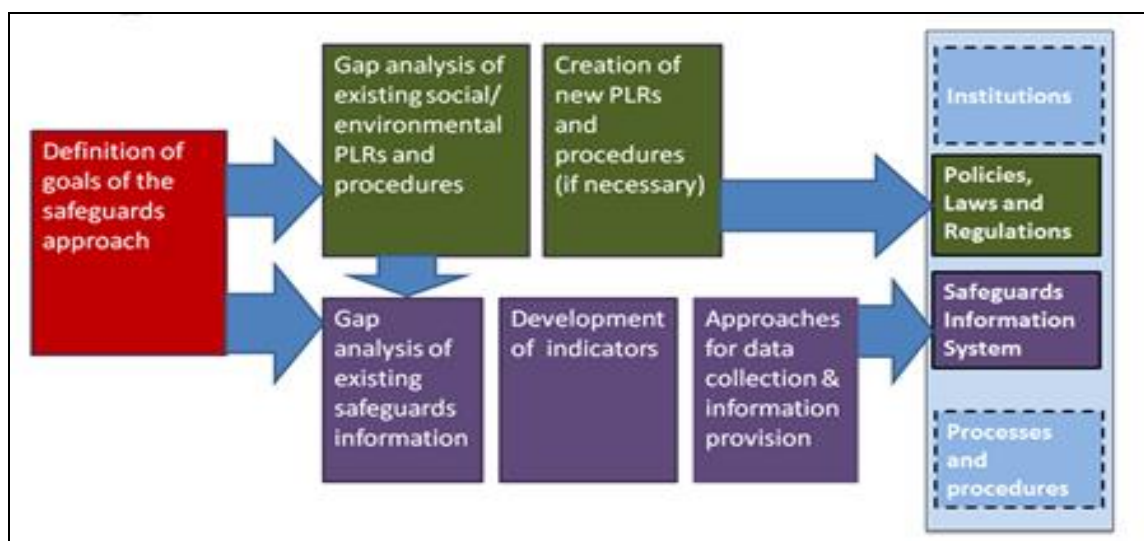 Definition of
goals of the
safeguards
approach
Gap analysis of
existing social/
environmental
PLRs and
procedures
Creation of
new PLRs
and
procedures
(if necessary)
Gap
analysis of
existing
safeguards
information
Development
of indicators
Approaches
for data
collection &
information
provision
Institutions
Policies,
Laws and
Regulations
Safeguards
Information
System
Processes
and
procedures